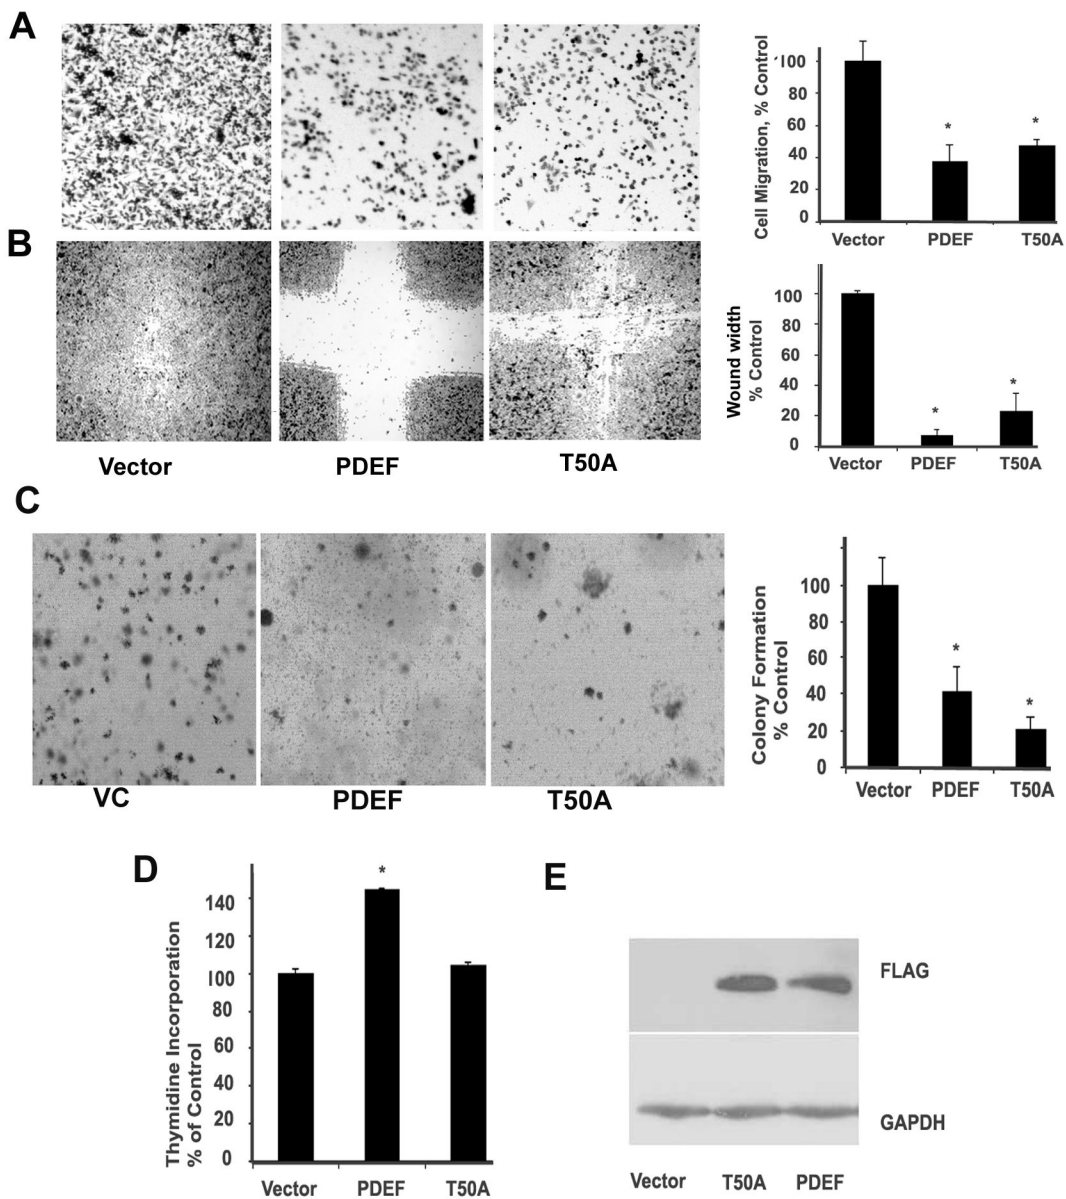 A
Cell Migration, % Control
100
80
60
40
20
0
*
*
Vector PDEF T50A
B
Wound width
% Control
100
80
60
40
20
0
*
*
Vector PDEF T50A
Vector PDEF T50A
C
VC PDEF T50A
Colony Formation
% Control
100
80
60
40
20
0
*
*
Vector PDEF T50A
D
Thymidine Incorporation
% of Control
140
120
100
80
60
40
20
0
*
Vector PDEF T50A
E
FLAG
GAPDH
Vector T50A PDEF